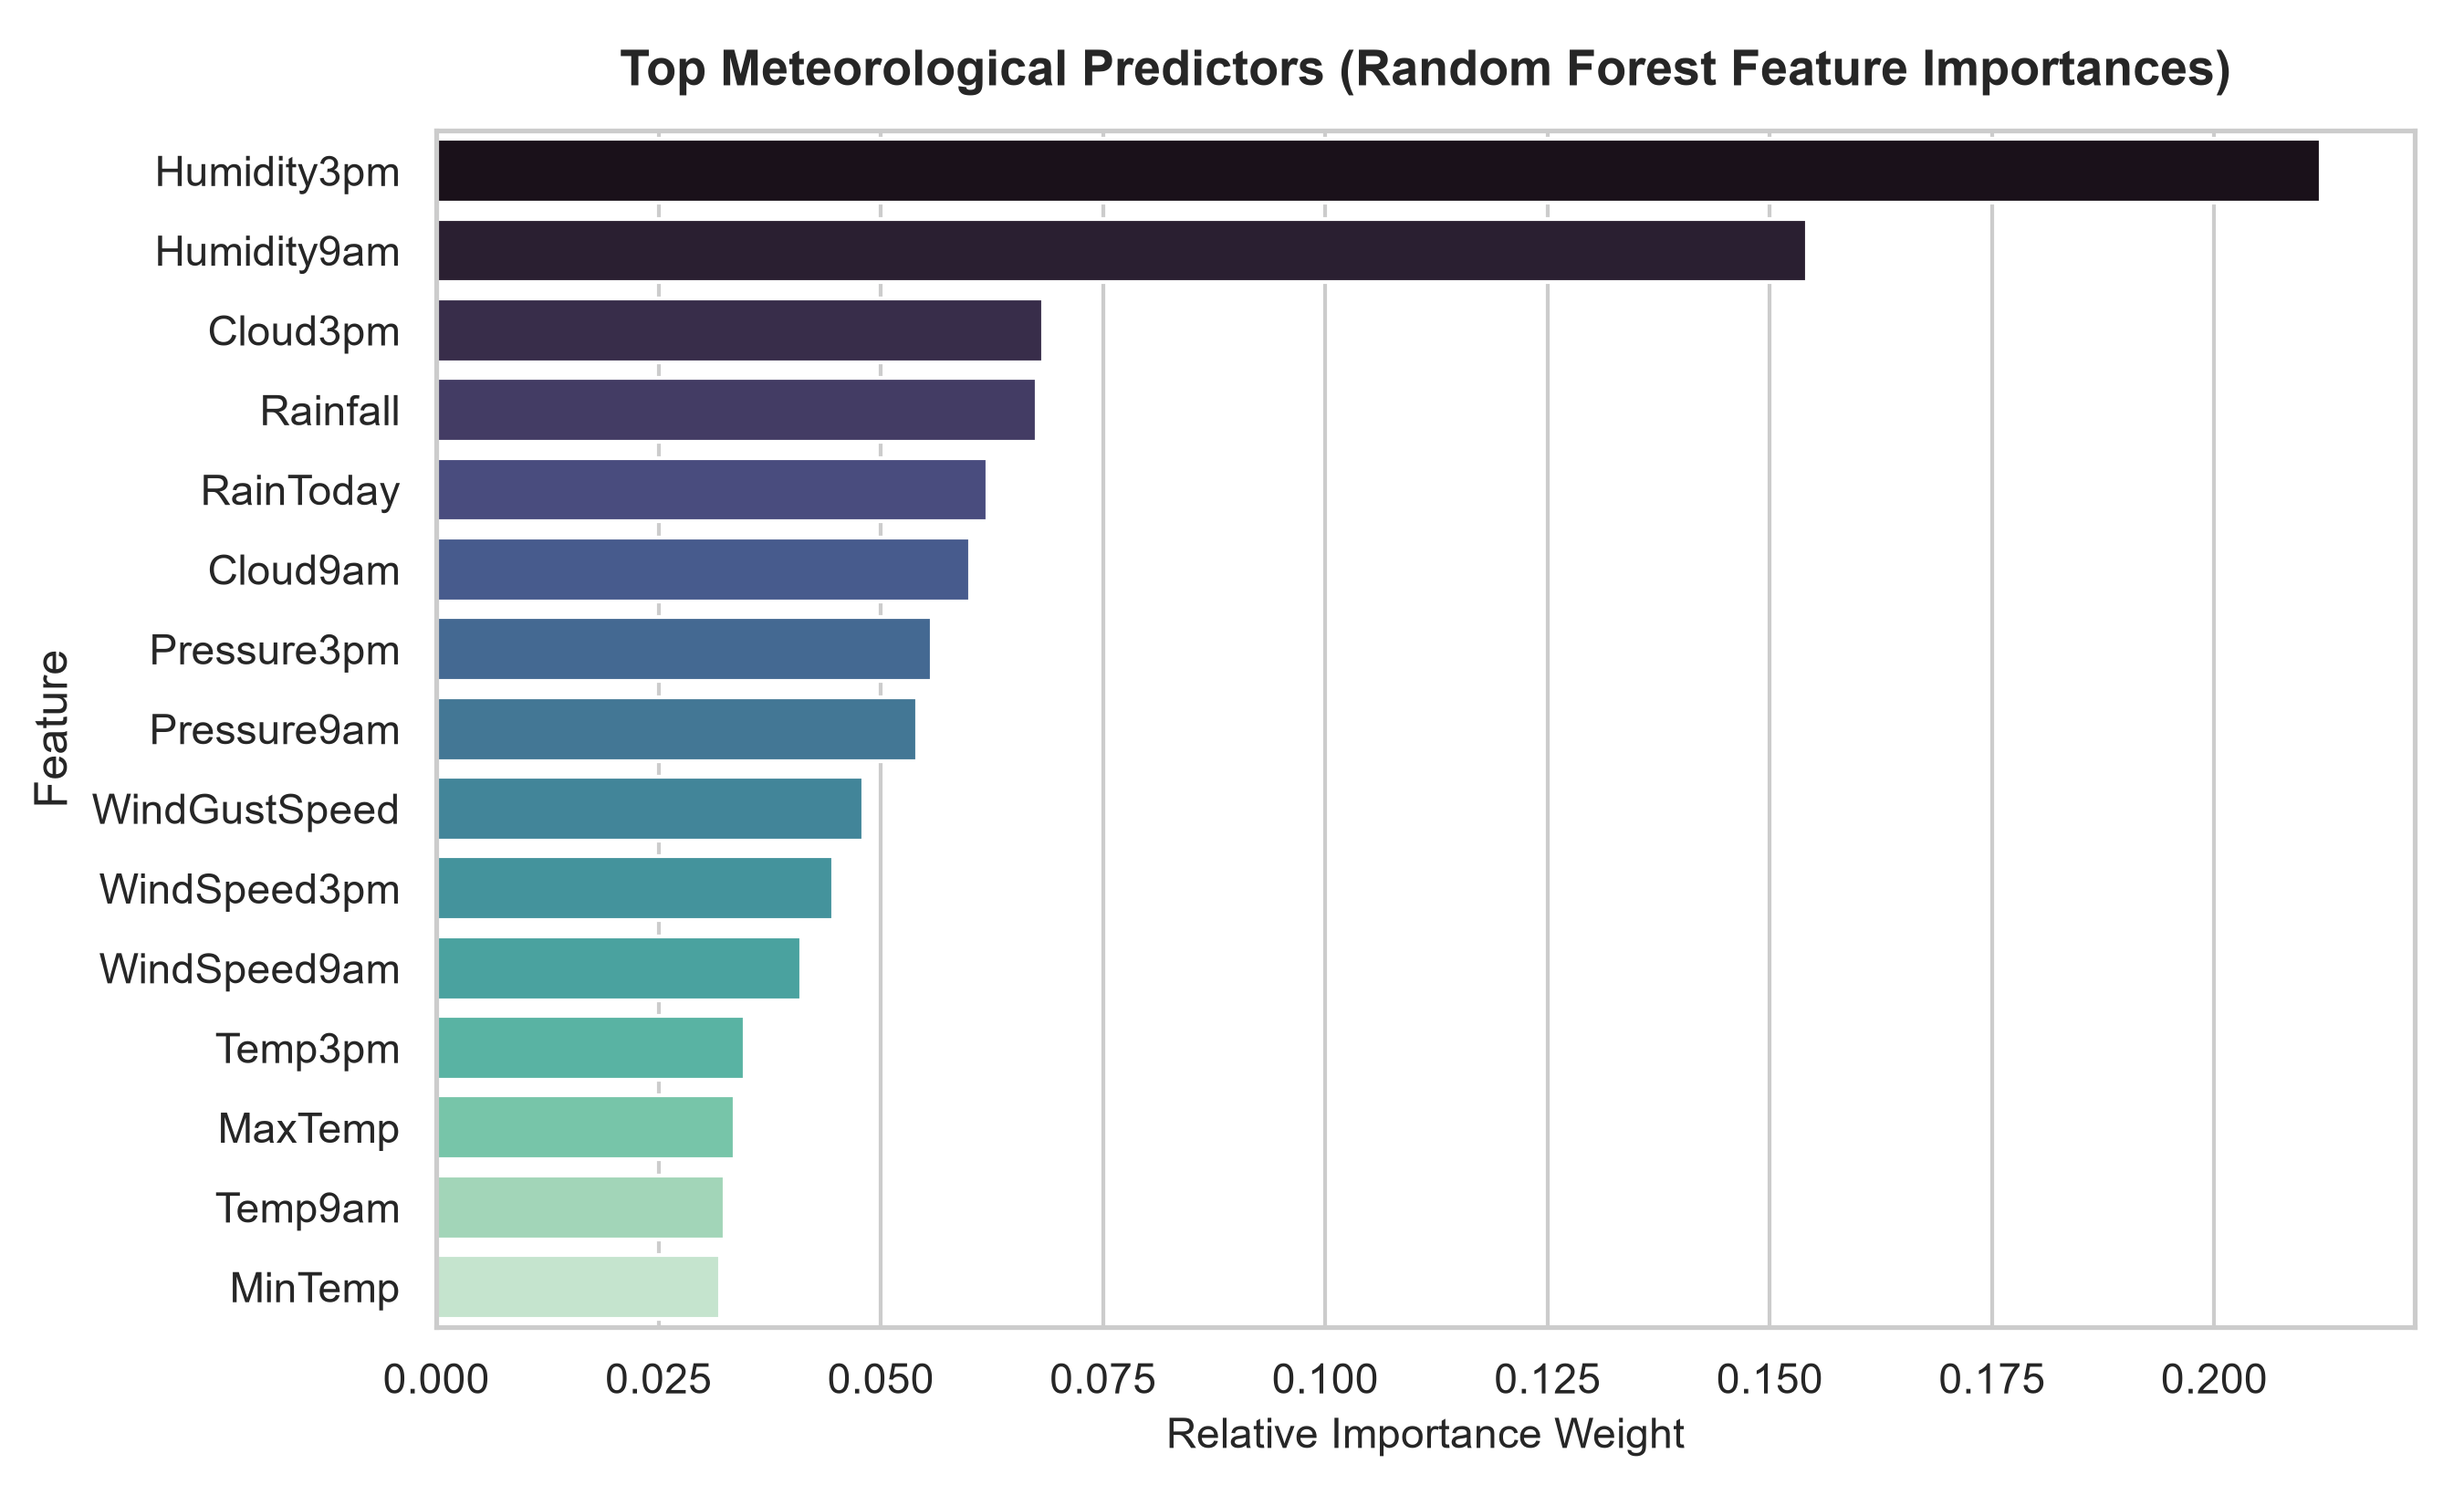 Top Meteorological Predictors (Random Forest Feature Importances)
Humidity3pm
Humidity9am
Cloud3pm
Rainfall
RainToday
Cloud9am
Pressure3pm
Pressure9am
WindGustSpeed
WindSpeed3pm
WindSpeed9am
Temp3pm
MaxTemp
Temp9am
MinTemp
Feature
0.000 0.025 0.050 0.075 0.100 0.125 0.150 0.175 0.200
Relative Importance Weight